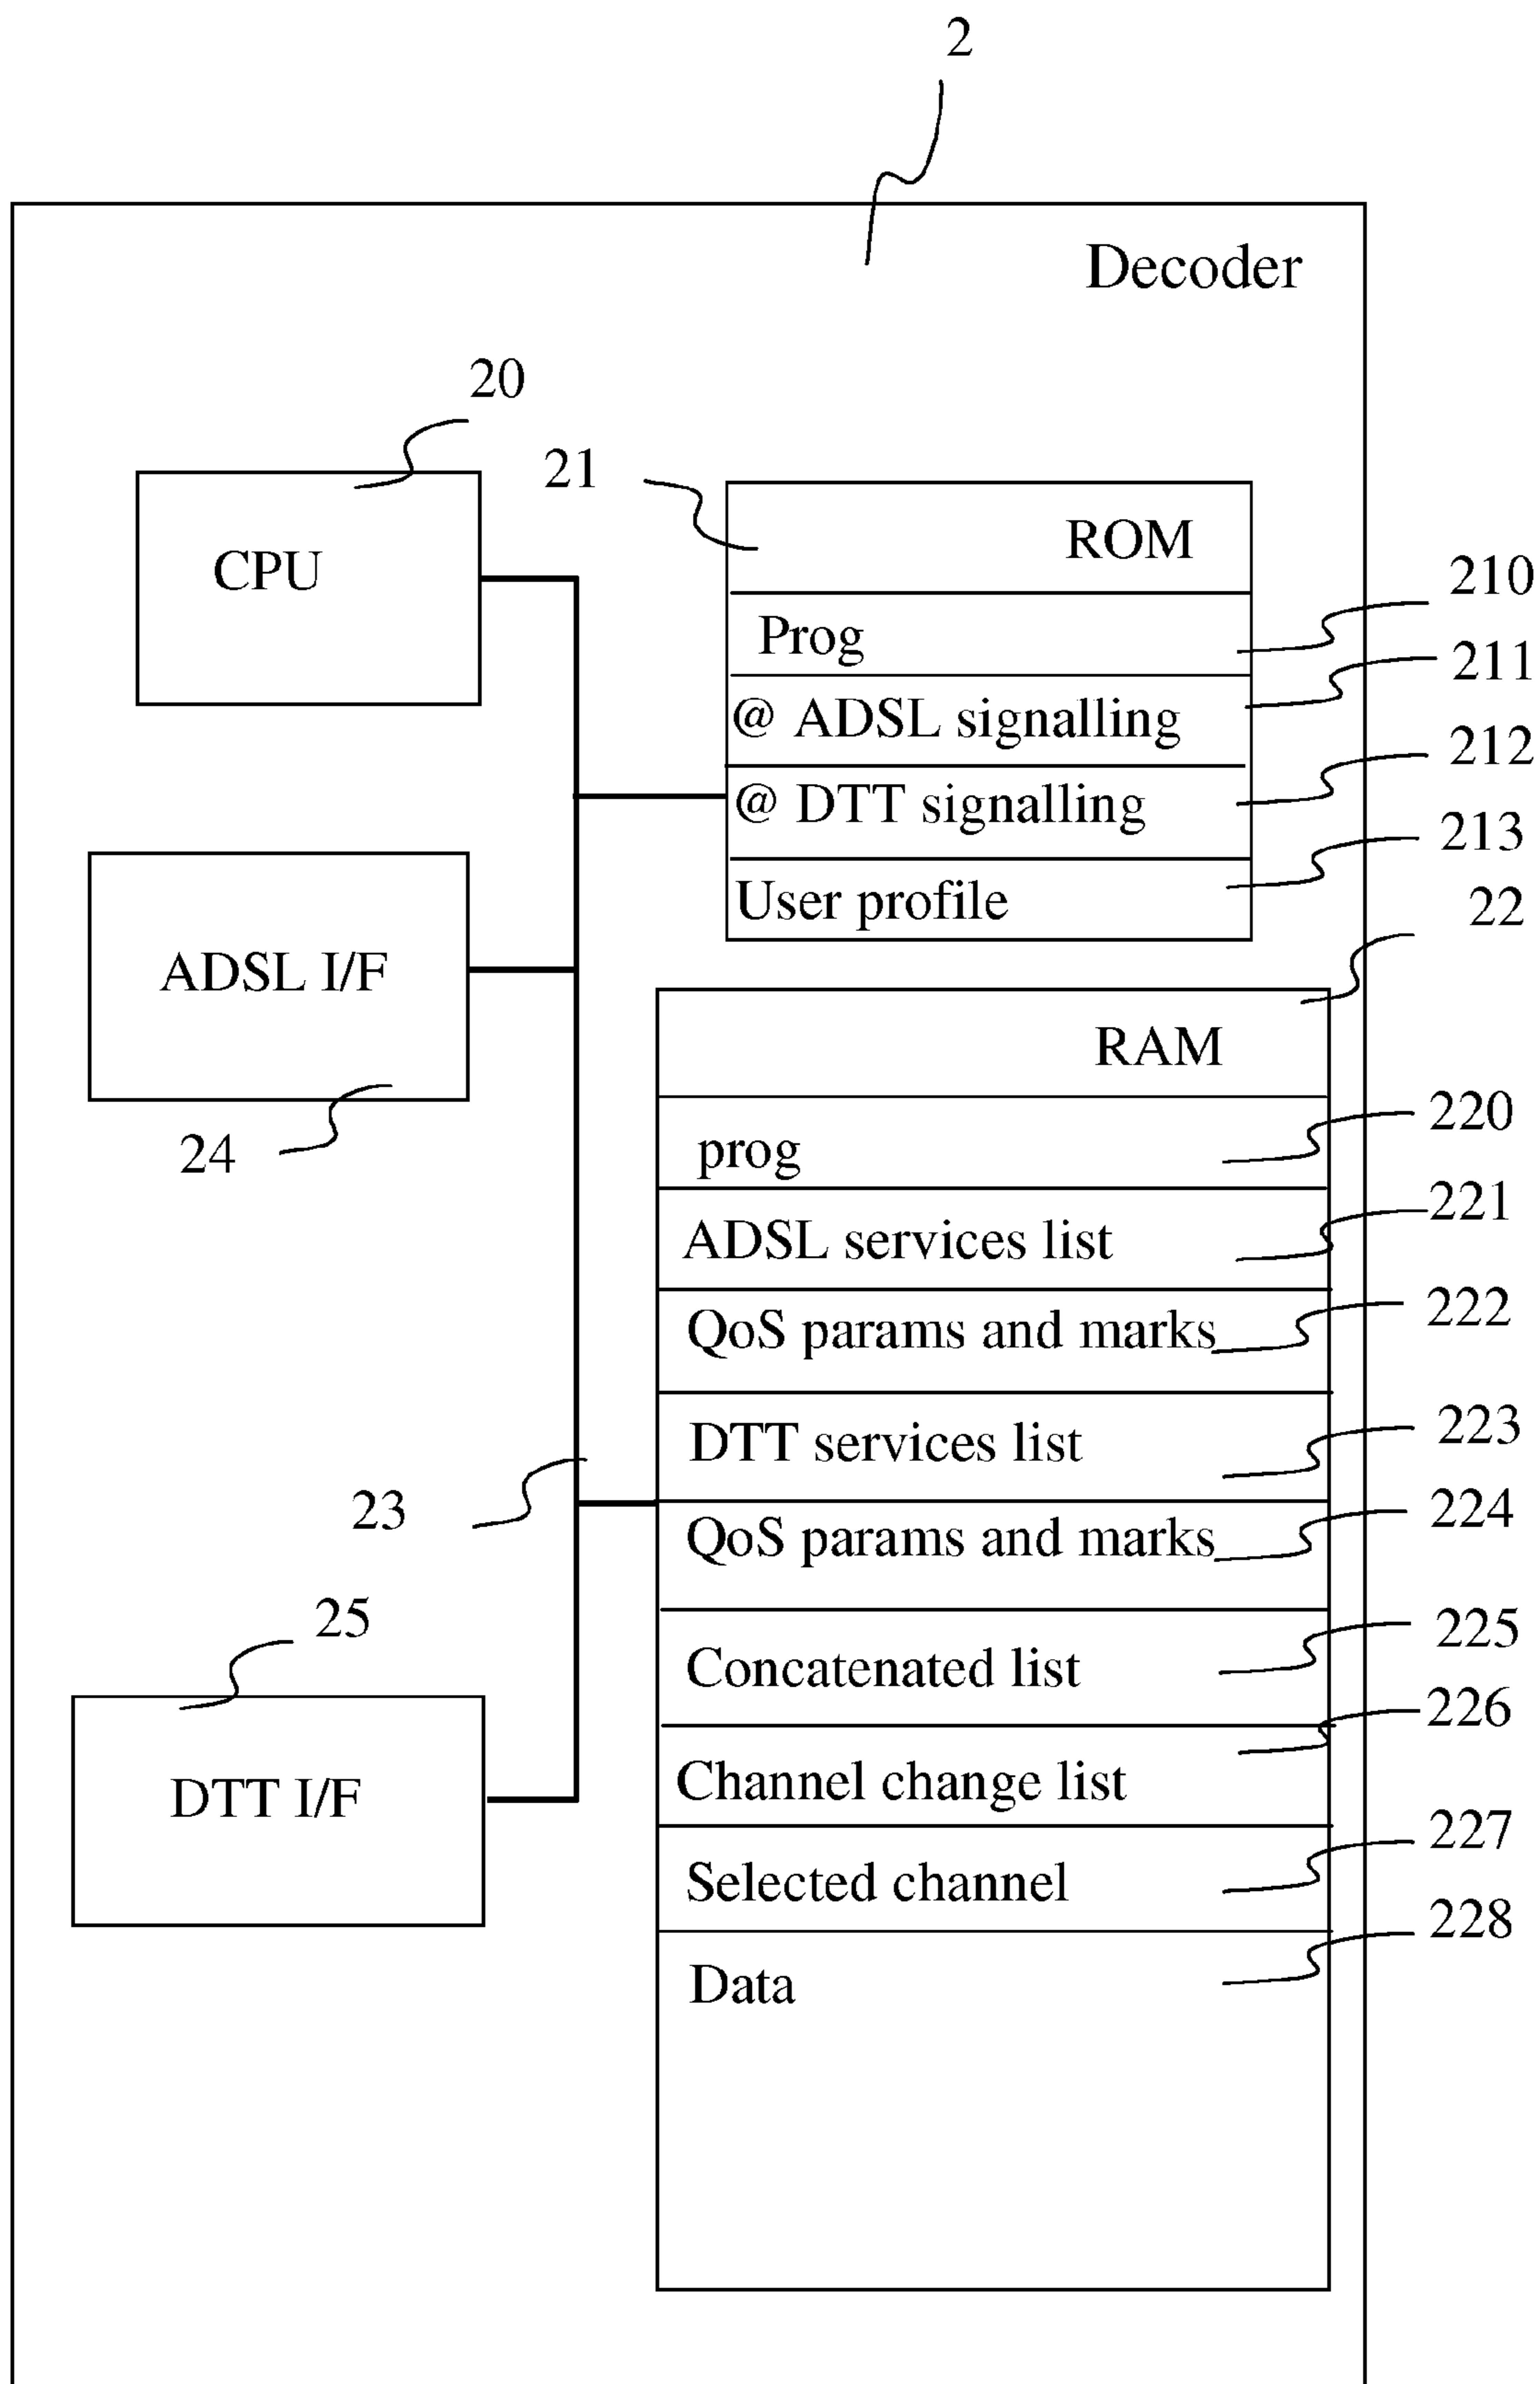 2
Decoder
20
CPU
21
ROM
210
Prog
211
@ ADSL signalling
212
@ DTT signalling
213
User profile
22
ADSL I/F
24
RAM
220
prog
221
ADSL services list
222
QoS params and marks
223
DTT services list
23
224
QoS params and marks
25
225
Concatenated list
226
DTT I/F
Channel change list
227
Selected channel
228
Data